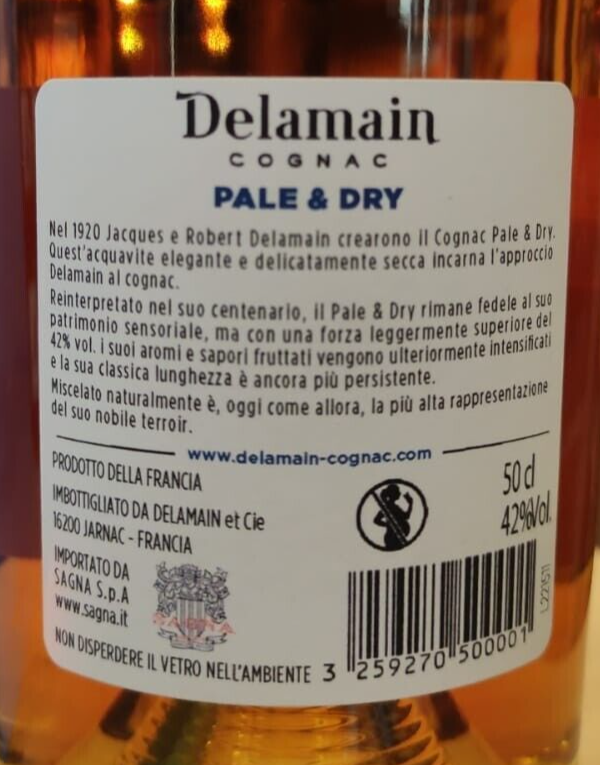 Delamain
COGNAC
PALE & DRY
Nel 1920 Jacques e Robert Delamain crearono il Cognac Pale & Dry.
Quest'acquavite elegante e delicatamente secca incarna l'approccio
Delamain al cognac.
Reinterpretato nel suo centenario, il Pale & Dry rimane fedele al suo
patrimonio sensoriale, ma con una forza leggermente superiore del
42% vol. i suoi aromi e sapori fruttati vengono ulteriormente intensificati
e la sua classica lunghezza è ancora più persistente.
Miscelato naturalmente è, oggi come allora, la più alta rappresentazione
del suo nobile terroir.
www.delamain-cognac.com
PRODOTTO DELLA FRANCIA
IMBOTTIGLIATO DA DELAMAIN et Cie
16200 JARNAC - FRANCIA
50 cl
42%Vol.
IMPORTATO DA
SAGNA S.p.A
www.sagna.it
SAGNA
NON DISPERDERE IL VETRO NELL'AMBIENTE
3 259270 500001